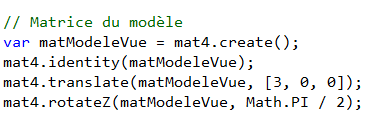 // Matrice du modèle
var matModeleVue = mat4.create();
mat4.identity(matModeleVue);
mat4.translate(matModeleVue, [3, 0, 0]);
mat4.rotateZ(matModeleVue, Math.PI / 2);